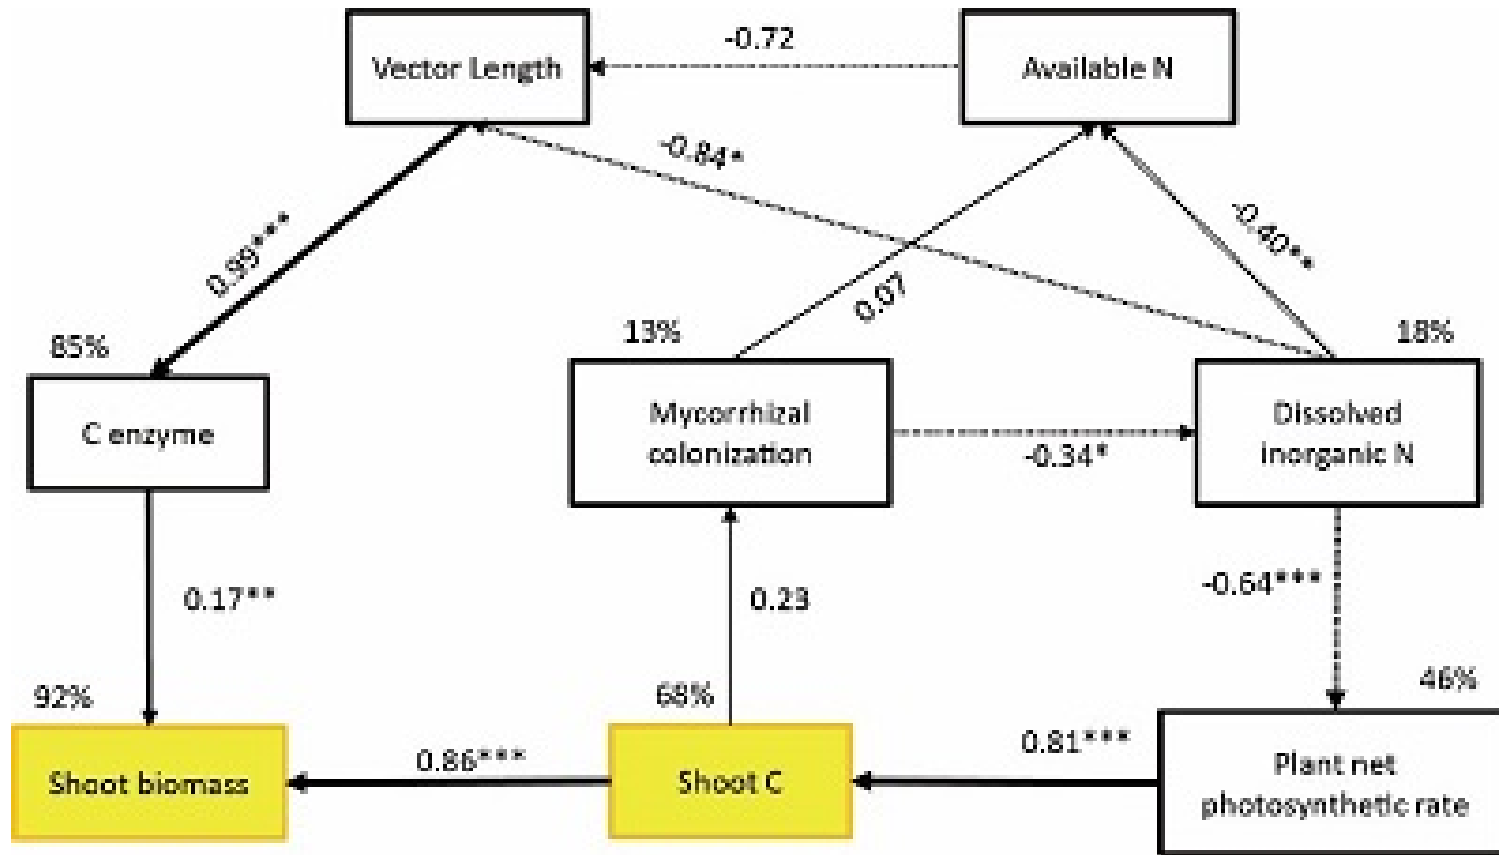 -0.72
Vector Length
Available N
-0.84*
-0.40**
0.99***
0.07
13%
18%
85%
Mycorrhizal
colonization
Dissolved
inorganic N
C enzyme
-0.34*
-0.64***
0.17**
0.23
92%
68%
46%
0.86***
0.81***
Shoot biomass
Shoot C
Plant net
photosynthetic rate